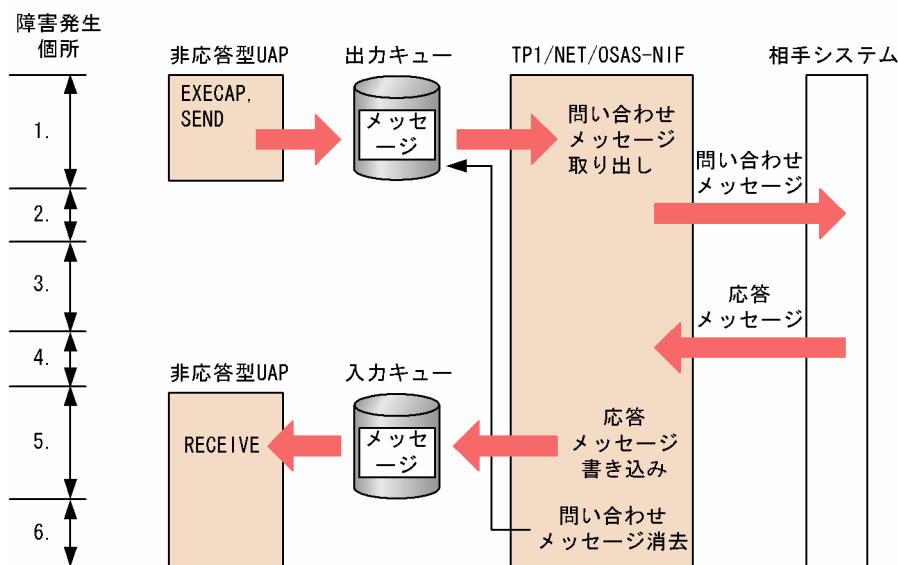 障害発生
個所
非応答型UAP
出力キュー
TP1/NET/OSAS-NIF
相手システム
1.
EXECAP,
SEND
メッセ
ージ
問い合わせ
メッセージ
取り出し
問い合わせ
メッセージ
2.
3.
応答
メッセージ
4.
非応答型UAP
入力キュー
5.
RECEIVE
メッセ
ージ
応答
メッセージ
書き込み
6.
問い合わせ
メッセージ消去